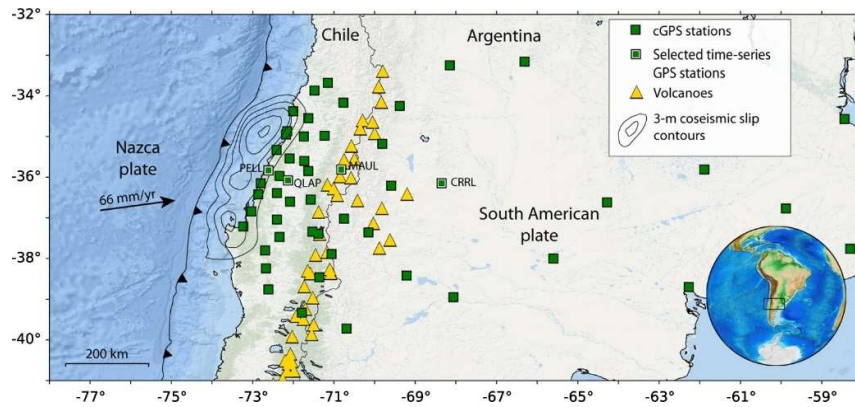 -32°
Chile
Argentina
cGPS stations
Selected time-series
GPS stations
Volcanoes
3-m coseismic slip
contours
-34°
Nazca
plate
PELL
QLAP
MAUL
CRRL
-36°
66 mm/yr
South American
plate
-38°
-40°
200 km
-77°
-75°
-73°
-71°
-69°
-67°
-65°
-63°
-61°
-59°